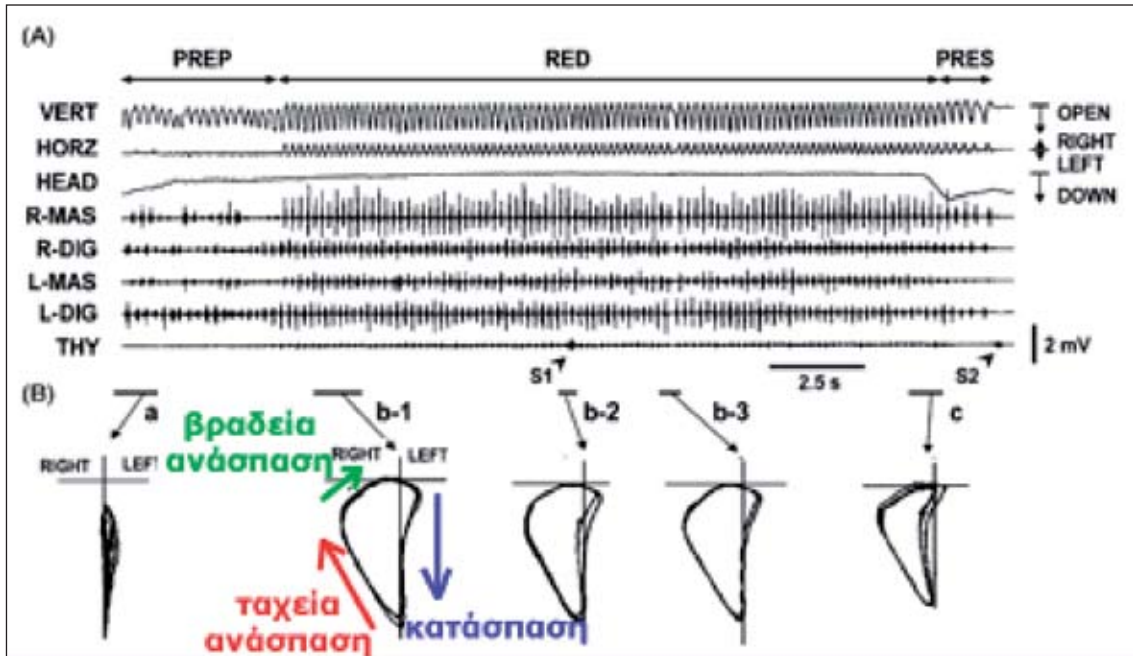 (A)
PREP RED PRES
VERT
OPEN
HORZ
RIGHT
LEFT
HEAD
DOWN
R-MAS
R-DIG
L-MAS
L-DIG
THY
2 mV
S1
2.5 s
S2
(B)
a
b-1
b-2
b-3
c
βραδεία
ανάσπαση
RIGHT LEFT
RIGHT LEFT
ταχεία
ανάσπαση
κατάσπαση